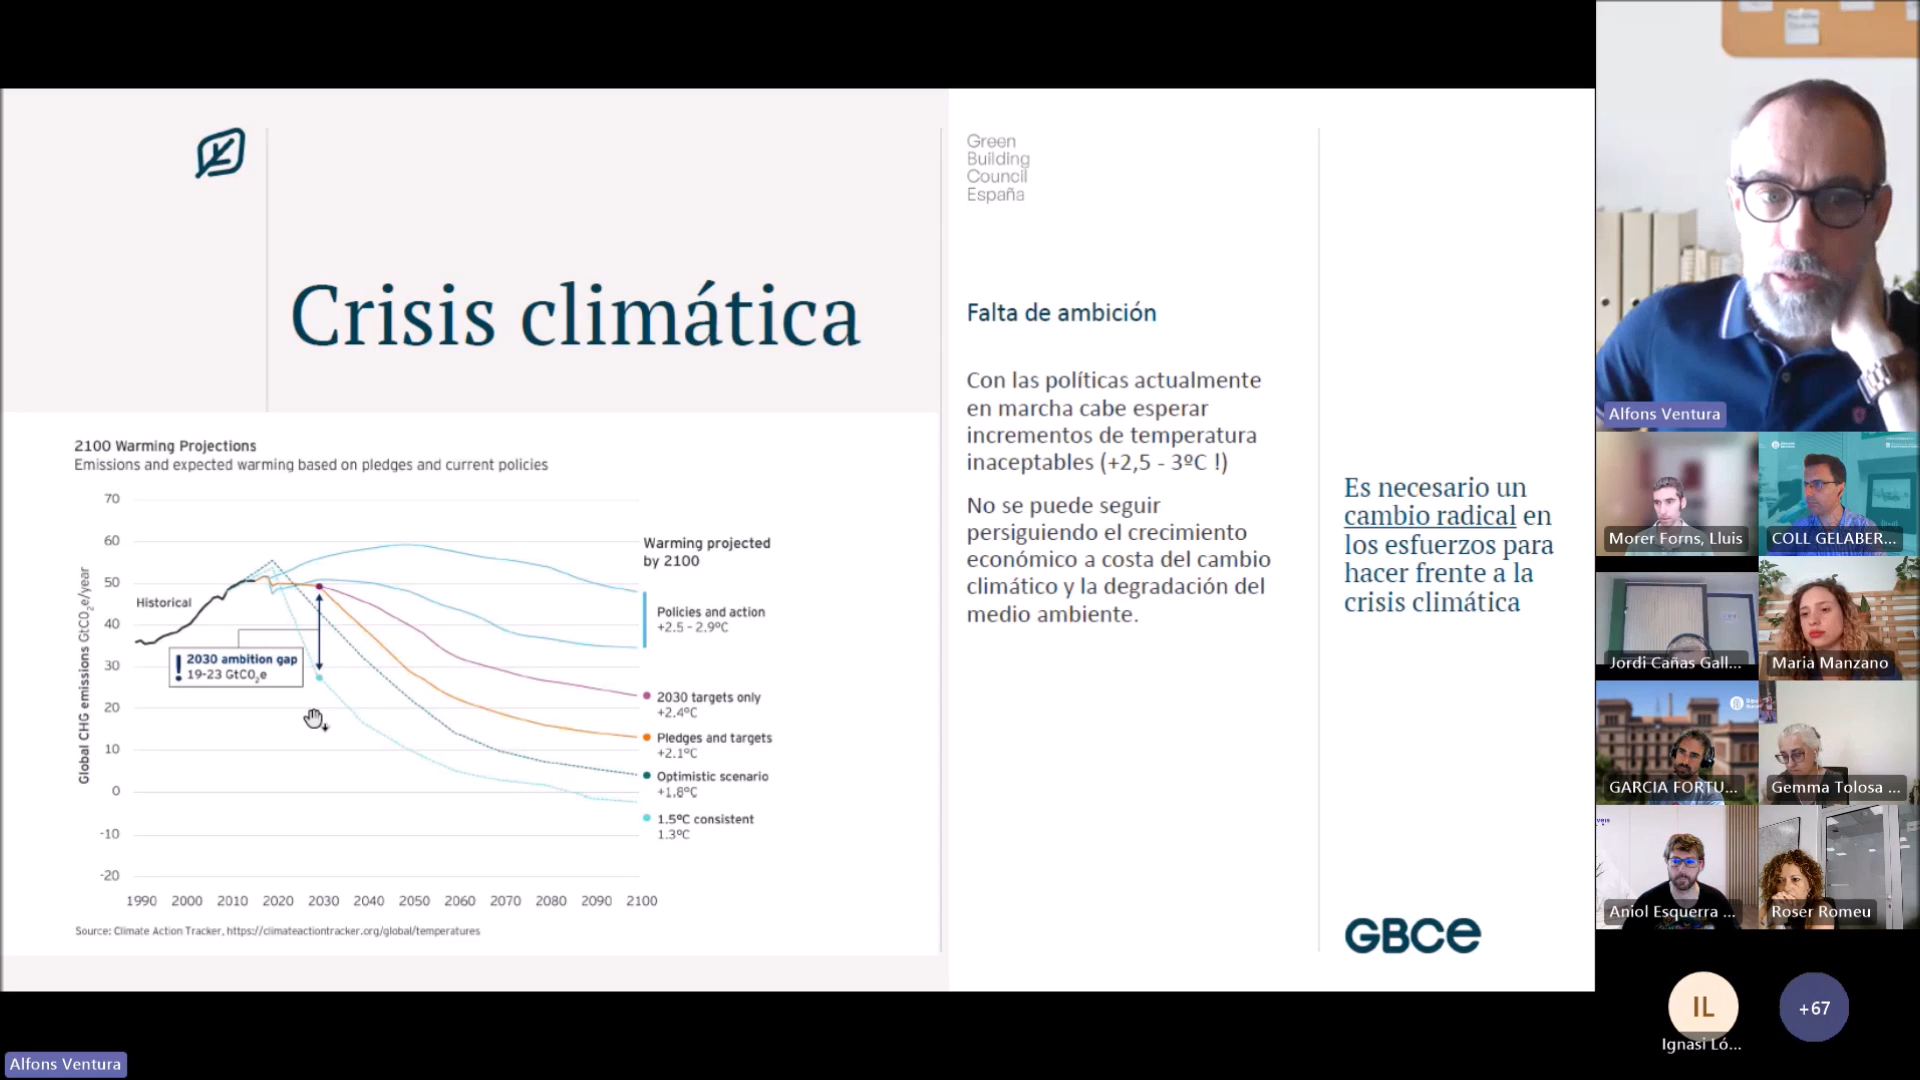 Crisis climática
2100 Warming Projections
Emissions and expected warming based on pledges and current policies
Global CHG emissions GtCO₂e/year
70
60
50
40
30
20
10
0
-10
-20
1990 2000 2010 2020 2030 2040 2050 2060 2070 2080 2090 2100
Historical
2030 ambition gap
19-23 GtCO₂e
Warming projected
by 2100
Policies and action
+2.5 - 2.9ºC
2030 targets only
+2.4ºC
Pledges and targets
+2.1ºC
Optimistic scenario
+1.8ºC
1.5ºC consistent
1.3ºC
Source: Climate Action Tracker, https://climateactiontracker.org/global/temperatures
Green
Building
Council
España
Falta de ambición
Con las políticas actualmente
en marcha cabe esperar
incrementos de temperatura
inaceptables (+2,5 - 3ºC !)
No se puede seguir
persiguiendo el crecimiento
económico a costa del cambio
climático y la degradación del
medio ambiente.
Es necesario un
cambio radical en
los esfuerzos para
hacer frente a la
crisis climática
GBCe
Alfons Ventura
Morer Forns, Lluis
COLL GELABER...
Jordi Cañas Gall...
Maria Manzano
GARCIA FORTU...
Gemma Tolosa ...
Aniol Esquerra ...
Roser Romeu
IL
Ignasi Ló...
+67
Alfons Ventura